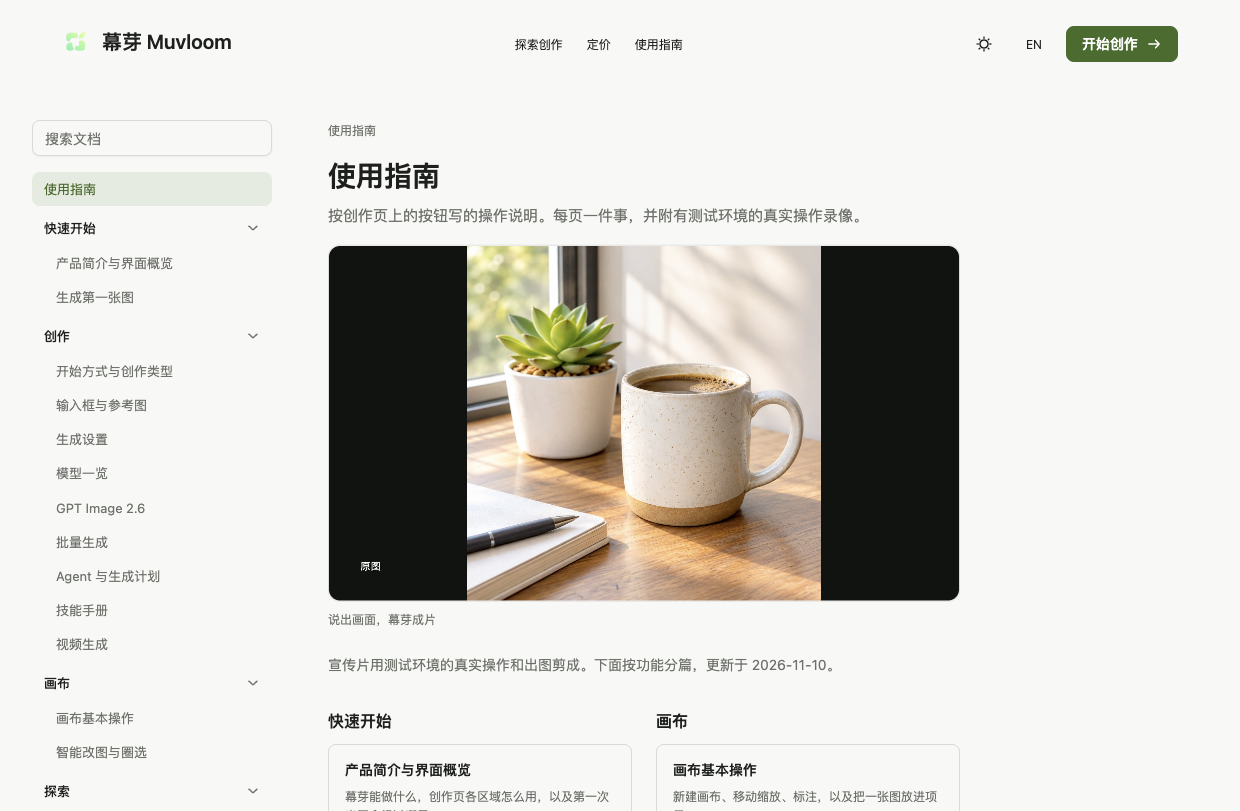 幕芽 Muvloom
探索创作
定价
使用指南
EN
开始创作
搜索文档
使用指南
快速开始
产品简介与界面概览
生成第一张图
创作
开始方式与创作类型
输入框与参考图
生成设置
模型一览
GPT Image 2.6
批量生成
Agent 与生成计划
技能手册
视频生成
画布
画布基本操作
智能改图与圈选
探索
使用指南
使用指南
按创作页上的按钮写的操作说明。每页一件事，并附有测试环境的真实操作录像。
原图
说出画面，幕芽成片
宣传片用测试环境的真实操作和出图剪成。下面按功能分篇，更新于 2026-11-10。
快速开始
产品简介与界面概览
幕芽能做什么，创作页各区域怎么用，以及第一次
画布
画布基本操作
新建画布、移动缩放、标注，以及把一张图放进项